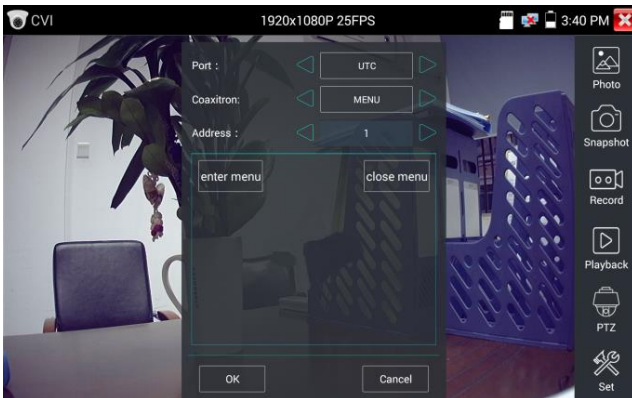 CVI 1920x1080P 25FPS 3:40 PM
Port : UTC
Coaxitron: MENU
Address : 1
enter menu close menu
OK Cancel
Photo
Snapshot
Record
Playback
PTZ
Set